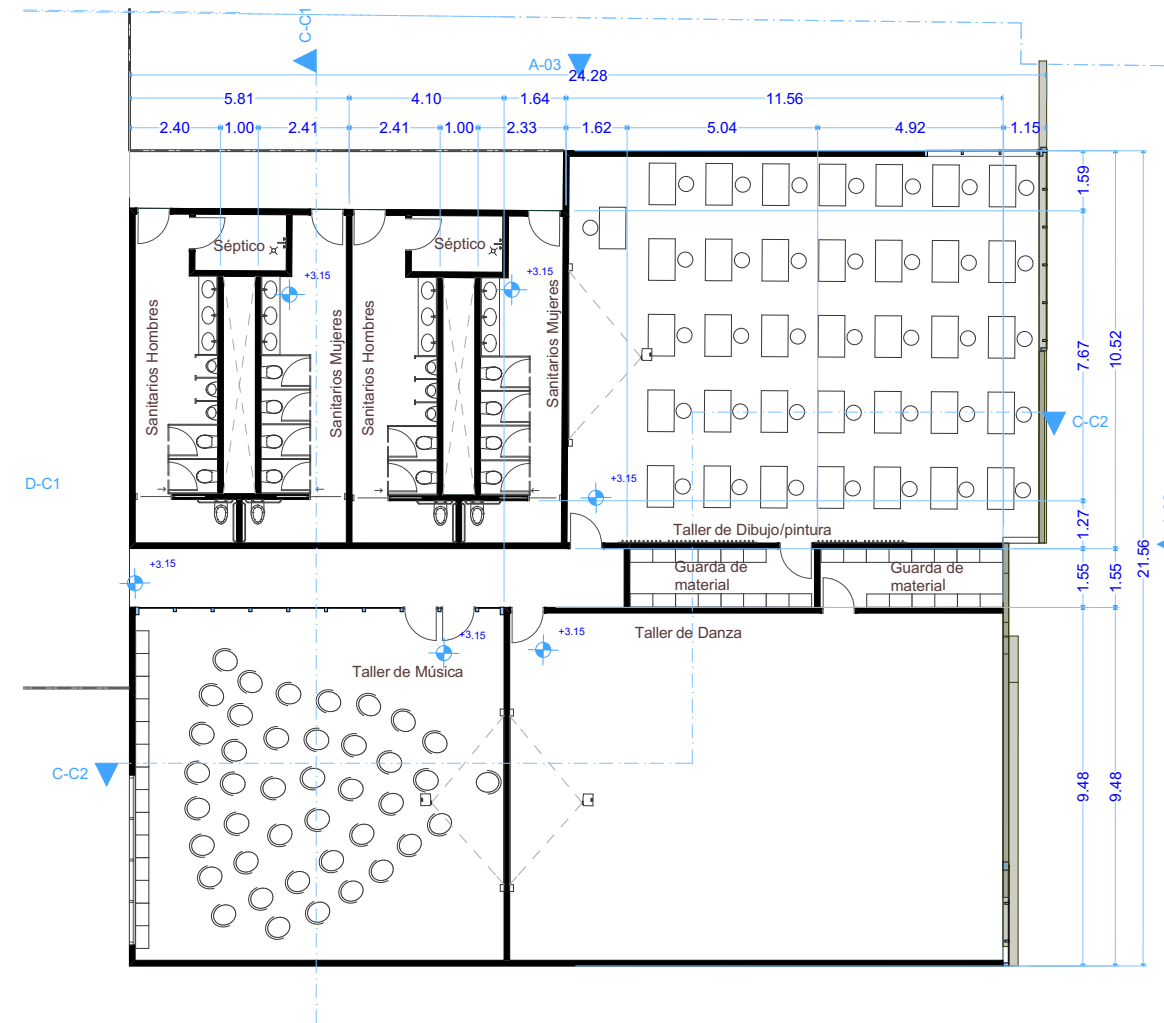 C-C1
A-03
24.28
5.81
4.10
1.64
11.56
2.40
1.00
2.41
2.41
1.00
2.33
1.62
5.04
4.92
1.15
1.59
Séptico
Séptico
+3.15
+3.15
Sanitarios Hombres
Sanitarios Mujeres
Sanitarios Hombres
Sanitarios Mujeres
7.67
10.52
C-C2
D-C1
+3.15
Taller de Dibujo/pintura
1.27
21.56
+3.15
Guarda de
material
Guarda de
material
1.55
1.55
+3.15
+3.15
Taller de Danza
Taller de Música
C-C2
9.48
9.48